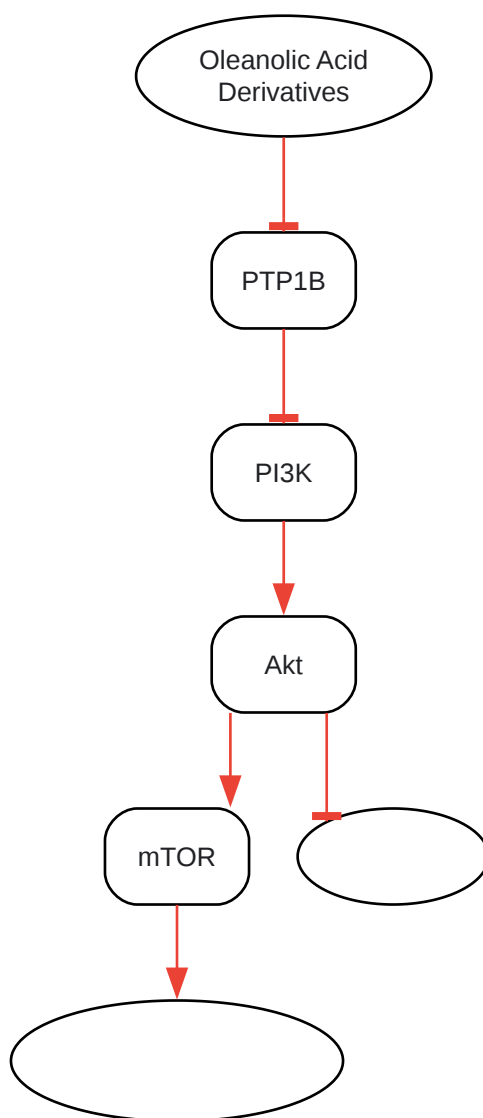 Oleanolic Acid
Derivatives
PTP1B
PI3K
Akt
mTOR